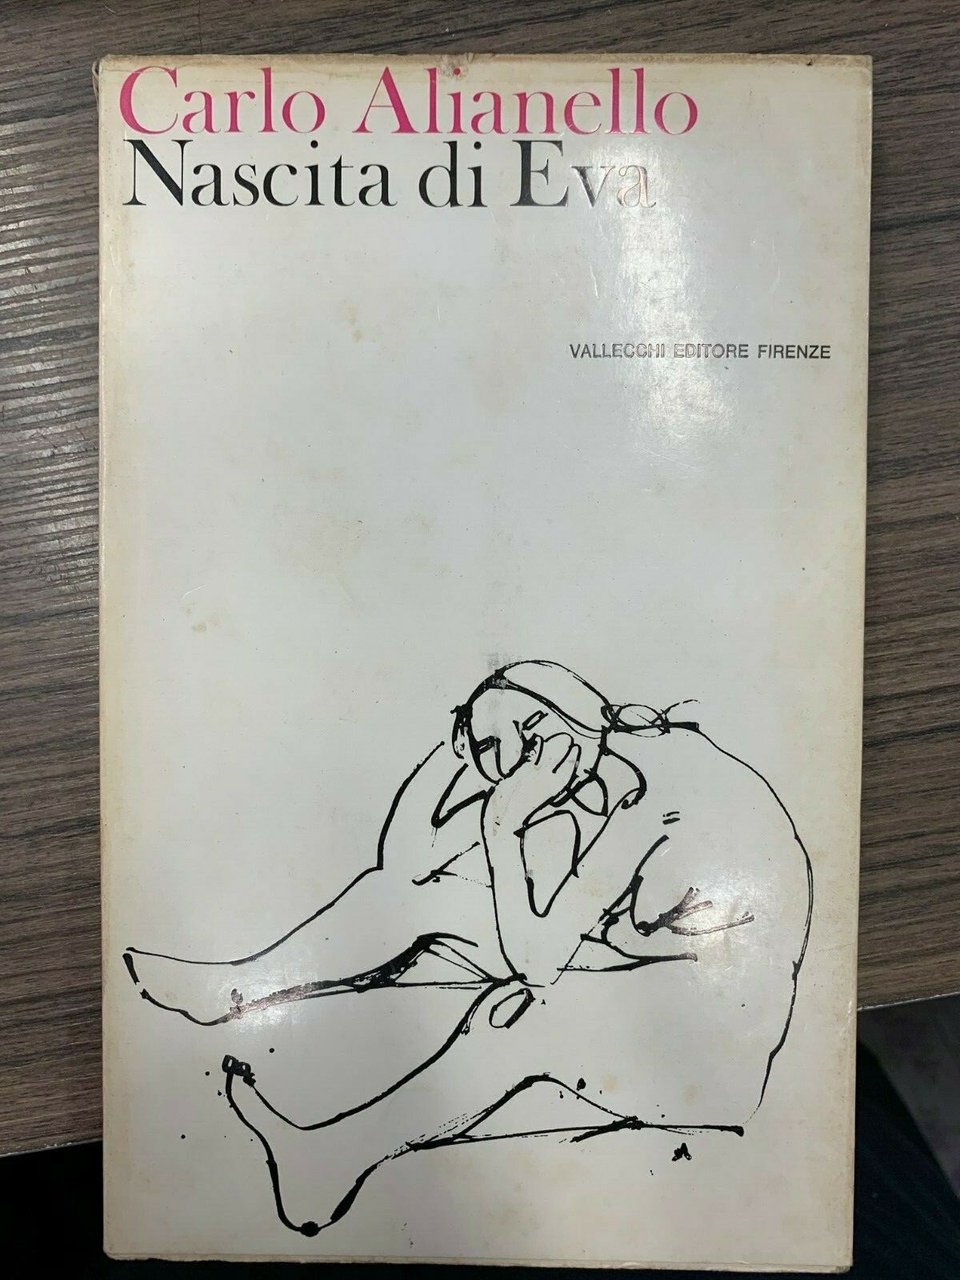 Carlo Alianello
Nascita di Eva
VALLECCHI EDITORE FIRENZE